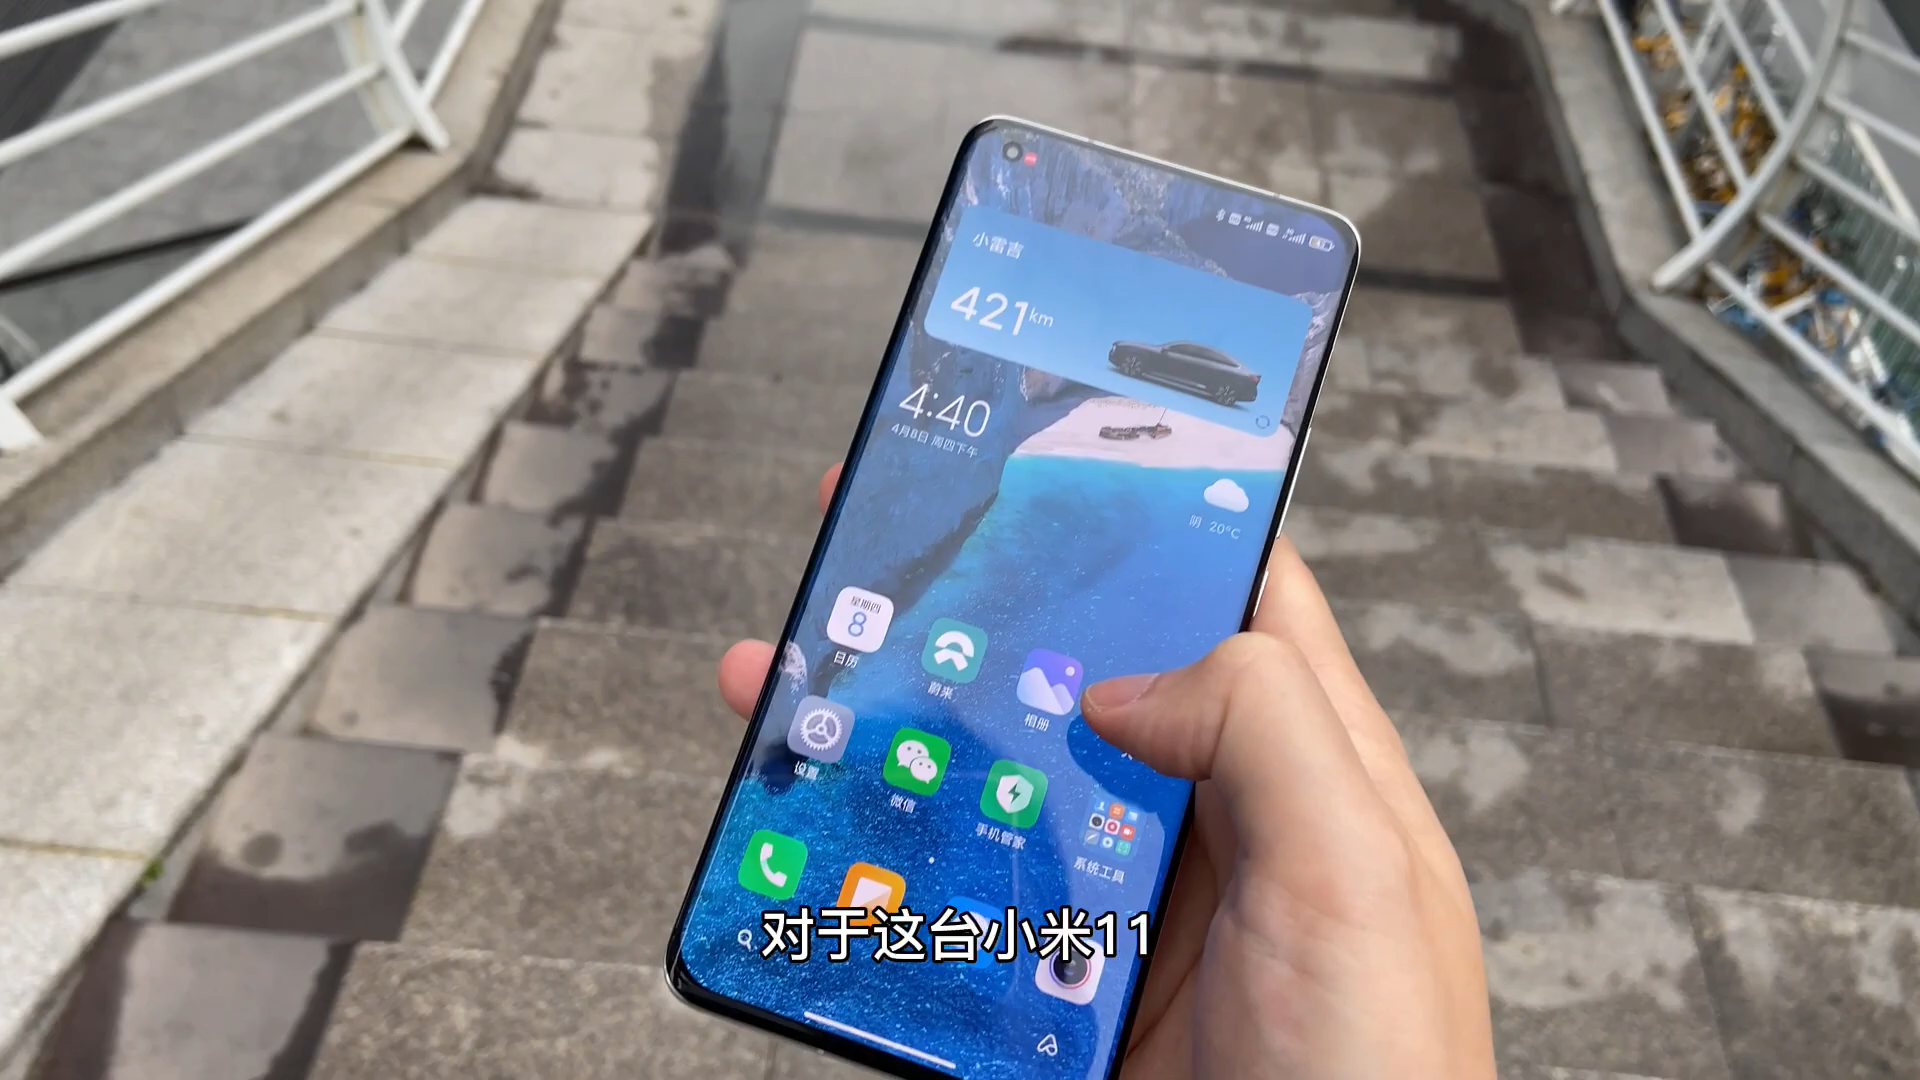 小雷吉
421km
4:40
4月8日 周四下午
阴 20°C
星期四
8
日历
蔚来
相册
设置
微信
手机管家
系统工具
对于这台小米11